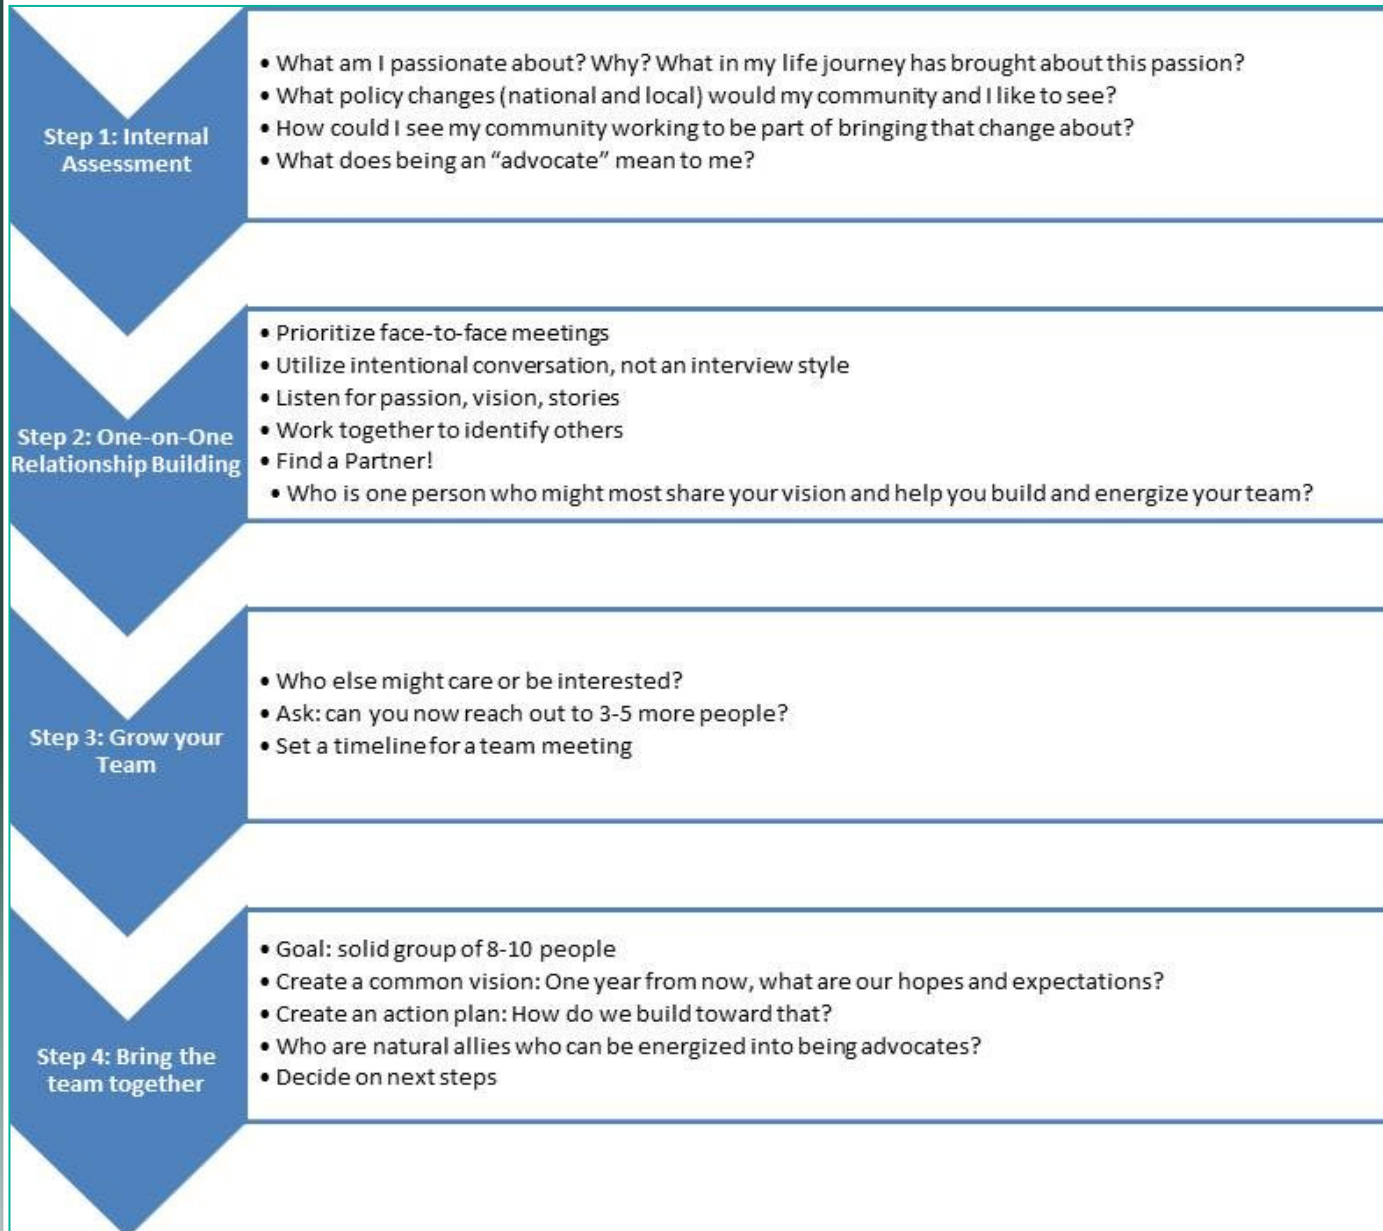 Step 1: Internal
Assessment
• What am I passionate about? Why? What in my life journey has brought about this passion?
• What policy changes (national and local) would my community and I like to see?
• How could I see my community working to be part of bringing that change about?
• What does being an “advocate” mean to me?
Step 2: One-on-One
Relationship Building
• Prioritize face-to-face meetings
• Utilize intentional conversation, not an interview style
• Listen for passion, vision, stories
• Work together to identify others
• Find a Partner!
• Who is one person who might most share your vision and help you build and energize your team?
Step 3: Grow your
Team
• Who else might care or be interested?
• Ask: can you now reach out to 3-5 more people?
• Set a timeline for a team meeting
Step 4: Bring the
team together
• Goal: solid group of 8-10 people
• Create a common vision: One year from now, what are our hopes and expectations?
• Create an action plan: How do we build toward that?
• Who are natural allies who can be energized into being advocates?
• Decide on next steps